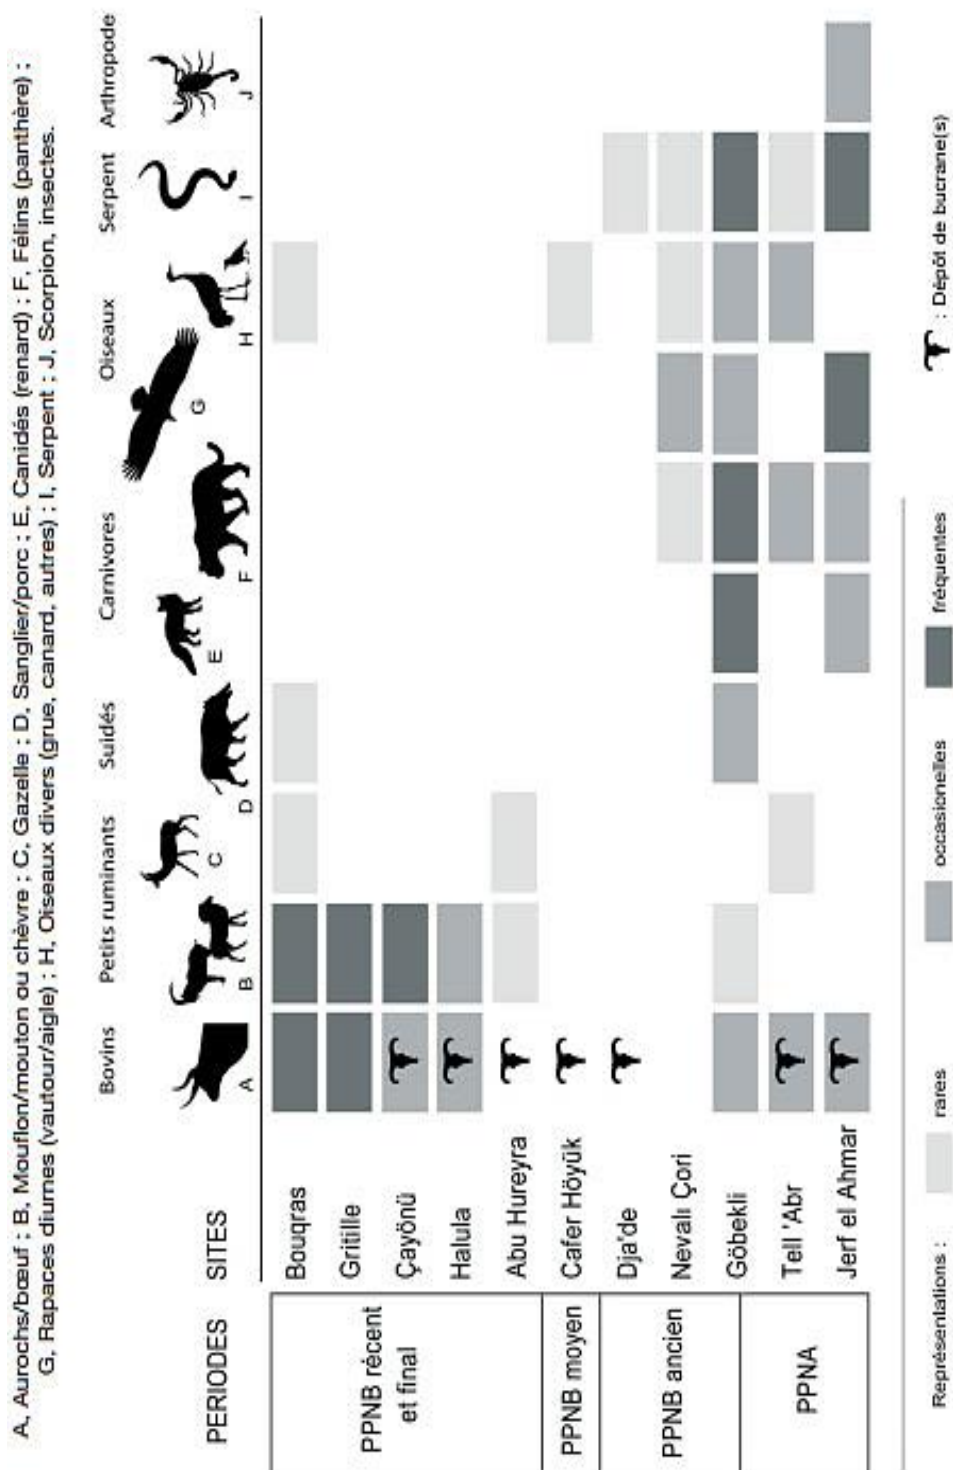 A, Aurochs/bœuf ; B, Mouflon/mouton ou chèvre ; C, Gazelle ; D, Sanglier/porc ; E, Canidés (renard) ; F, Félins (panthère) ;
G, Rapaces diurnes (vautour/aigle) ; H, Oiseaux divers (grue, canard, autres) ; I, Serpent ; J, Scorpion, insectes.
Bovins Petits ruminants Suidés Carnivores Oiseaux Serpent Arthropode
PERIODES SITES A B C D E F G H I J
PPNB récent
et final
Bouqras
Gritille
Çayönü
Halula
Abu Hureyra
PPNB moyen
Cafer Höyük
PPNB ancien
Dja'de
Nevalı Çori
Göbekli
PPNA
Tell 'Abr
Jerf el Ahmar
Représentations : rares occasionelles fréquentes : Dépôt de bucrane(s)